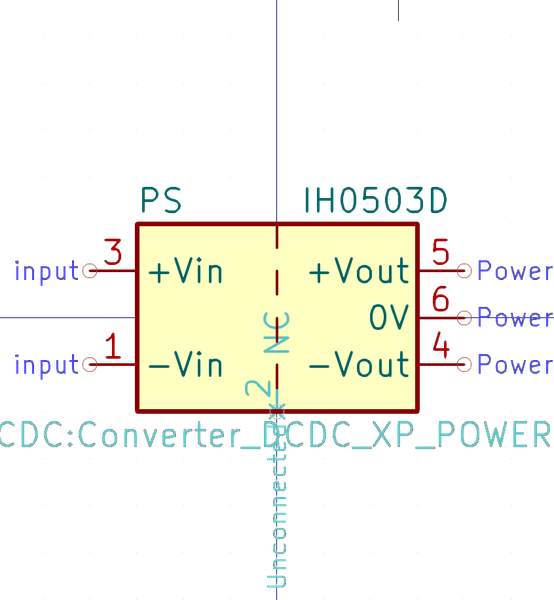 PS IH0503D
input 3 +Vin +Vout 5 Power
0V 6 Power
input 1 -Vin -Vout 4 Power
NC
2
CDC:Converter_DCDC_XP_POWER
Unconnected